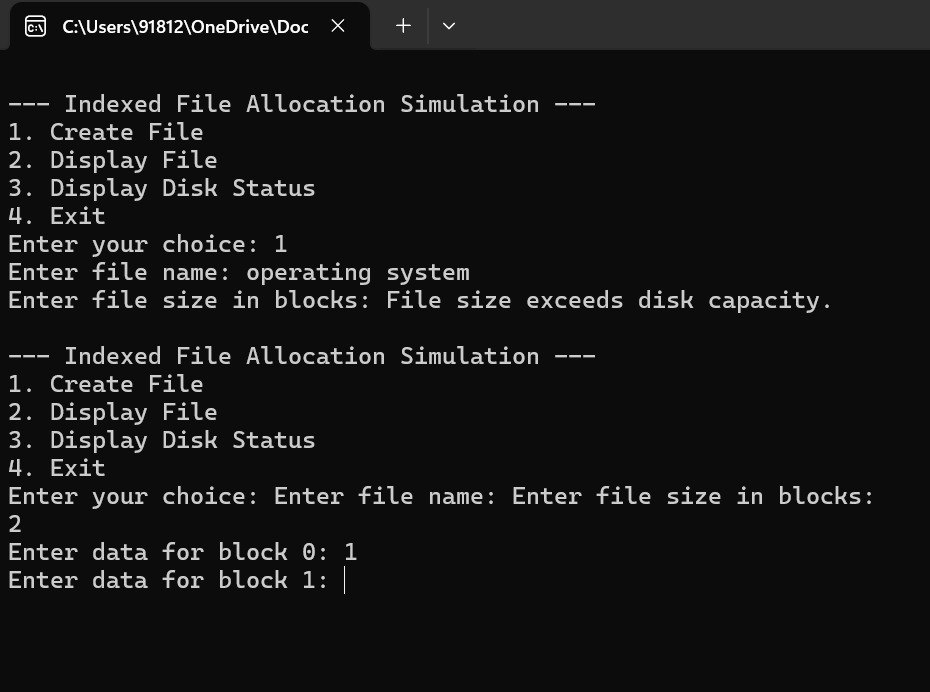 C:\Users\91812\OneDrive\Doc
--- Indexed File Allocation Simulation ---
1. Create File
2. Display File
3. Display Disk Status
4. Exit
Enter your choice: 1
Enter file name: operating system
Enter file size in blocks: File size exceeds disk capacity.
--- Indexed File Allocation Simulation ---
1. Create File
2. Display File
3. Display Disk Status
4. Exit
Enter your choice: Enter file name: Enter file size in blocks:
2
Enter data for block 0: 1
Enter data for block 1: